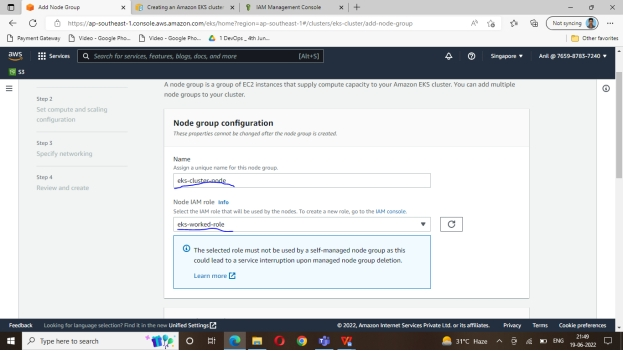 Add Node Group
Creating an Amazon EKS cluster
IAM Management Console
https://ap-southeast-1.console.aws.amazon.com/eks/home?region=ap-southeast-1#/clusters/eks-cluster/add-node-group
Not syncing
Payment Gateway
Video - Google Pho...
Video - Google Pho...
1 DevOps _ 4th Jun...
Other favorites
aws
Services
Search for services, features, blogs, docs, and more
[Alt+S]
Singapore
Anil @ 7659-8783-7240
S3
A node group is a group of EC2 instances that supply compute capacity to your Amazon EKS cluster. You can add multiple
node groups to your cluster.
Step 2
Set compute and scaling
configuration
Step 3
Specify networking
Step 4
Review and create
Node group configuration
These properties cannot be changed after the node group is created.
Name
Assign a unique name for this node group.
eks-cluster-node
Node IAM role Info
Select the IAM role that will be used by the nodes. To create a new role, go to the IAM console.
eks-worked-role
The selected role must not be used by a self-managed node group as this
could lead to a service interruption upon managed node group deletion.
Learn more
Feedback
Looking for language selection? Find it in the new Unified Settings
© 2022, Amazon Internet Services Private Ltd. or its affiliates.
Privacy
Terms
Cookie preferences
Type here to search
31°C Haze
ENG
21:49
19-06-2022